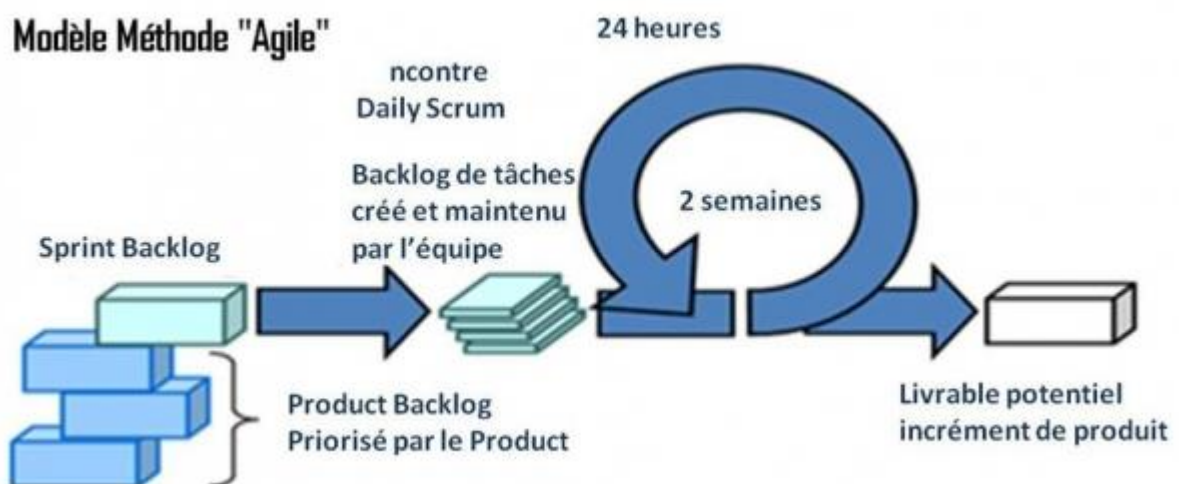 Modèle Méthode "Agile"
24 heures
ncontre
Daily Scrum
Backlog de tâches
créé et maintenu
par l'équipe
2 semaines
Sprint Backlog
Product Backlog
Priorisé par le Product
Livrable potentiel
incrément de produit